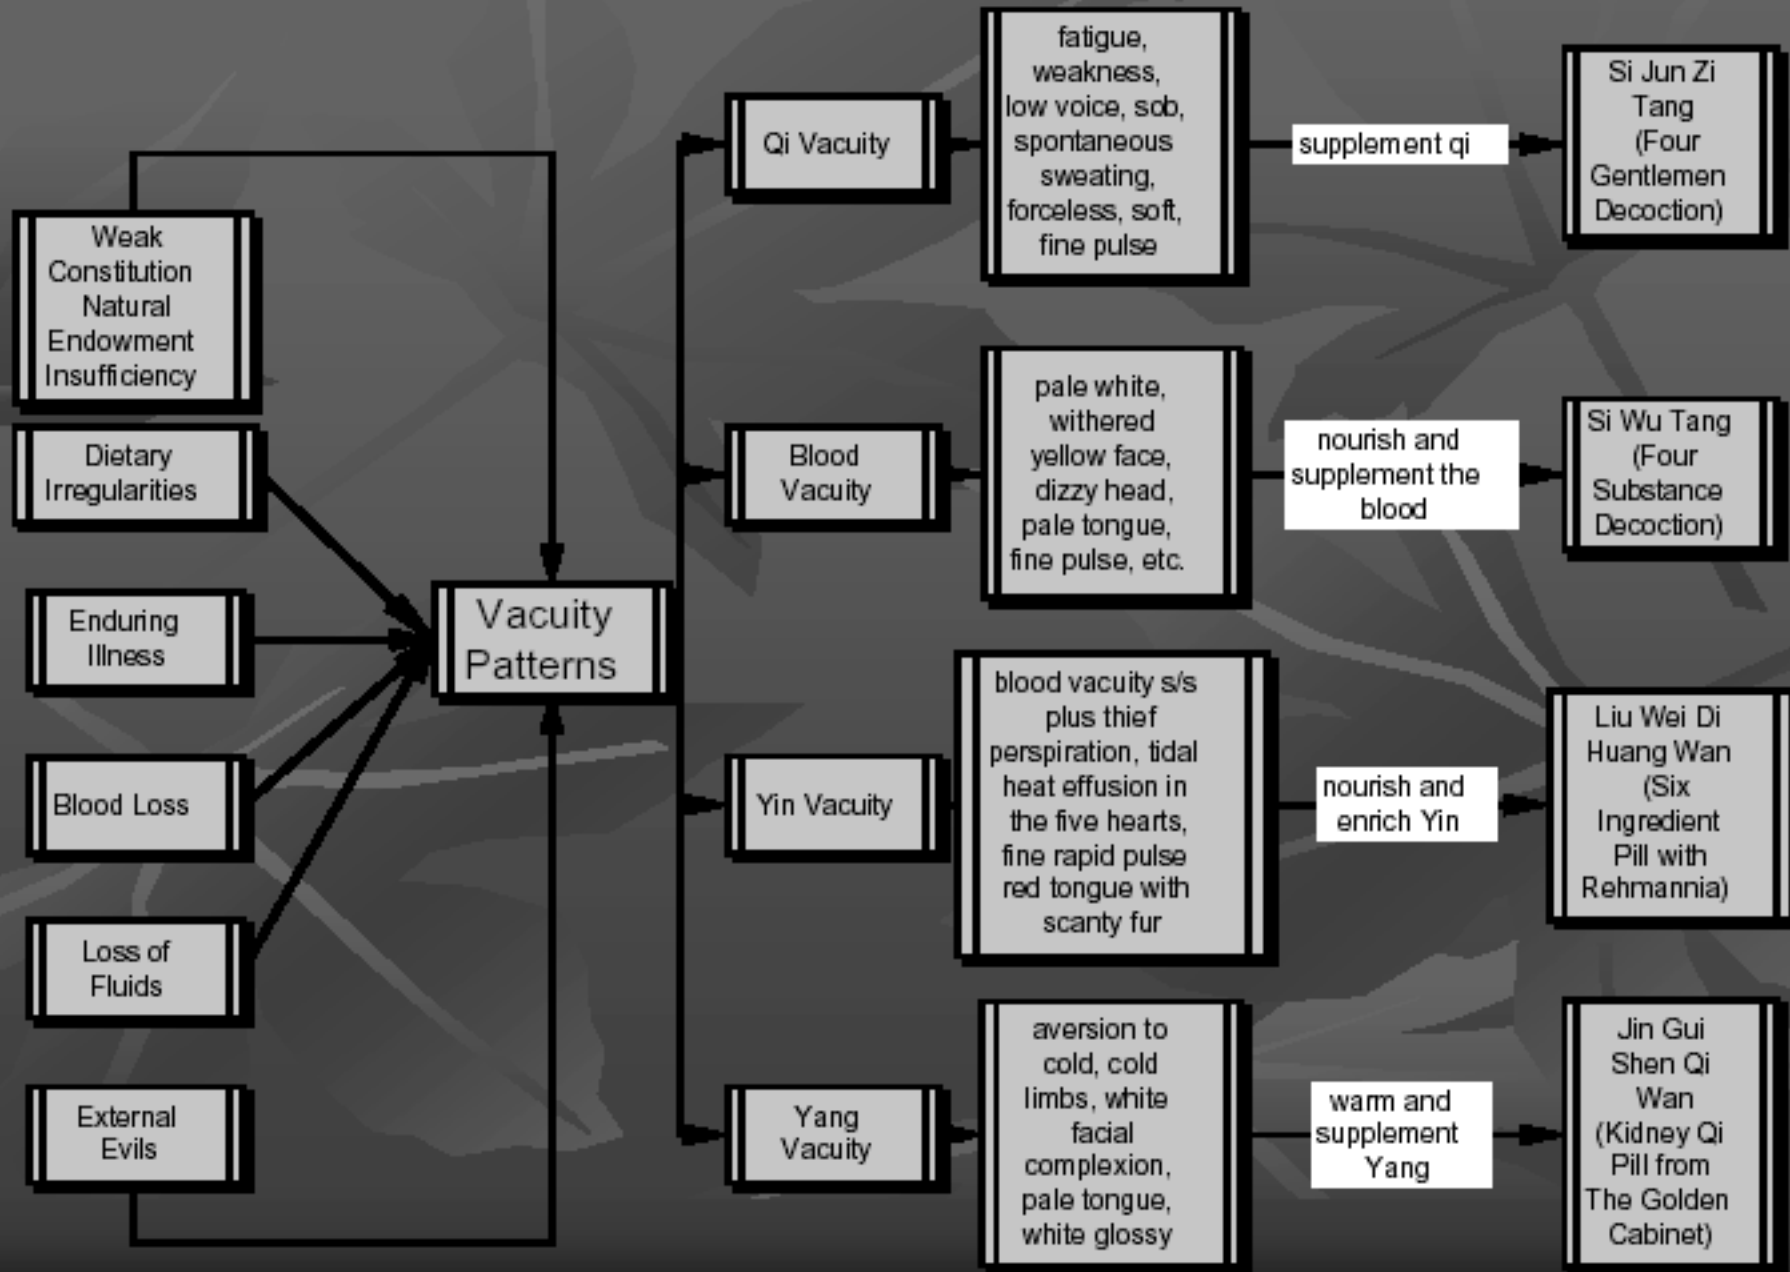 Weak
Constitution
Natural
Endowment
Insufficiency
Dietary
Irregularities
Enduring
Illness
Blood Loss
Loss of
Fluids
External
Evils
Vacuity
Patterns
Qi Vacuity
fatigue,
weakness,
low voice, sob,
spontaneous
sweating,
forceless, soft,
fine pulse
supplement qi
Si Jun Zi
Tang
(Four
Gentlemen
Decoction)
Blood
Vacuity
pale white,
withered
yellow face,
dizzy head,
pale tongue,
fine pulse, etc.
nourish and
supplement the
blood
Si Wu Tang
(Four
Substance
Decoction)
Yin Vacuity
blood vacuity s/s
plus thief
perspiration, tidal
heat effusion in
the five hearts,
fine rapid pulse
red tongue with
scanty fur
nourish and
enrich Yin
Liu Wei Di
Huang Wan
(Six
Ingredient
Pill with
Rehmannia)
Yang
Vacuity
aversion to
cold, cold
limbs, white
facial
complexion,
pale tongue,
white glossy
warm and
supplement
Yang
Jin Gui
Shen Qi
Wan
(Kidney Qi
Pill from
The Golden
Cabinet)